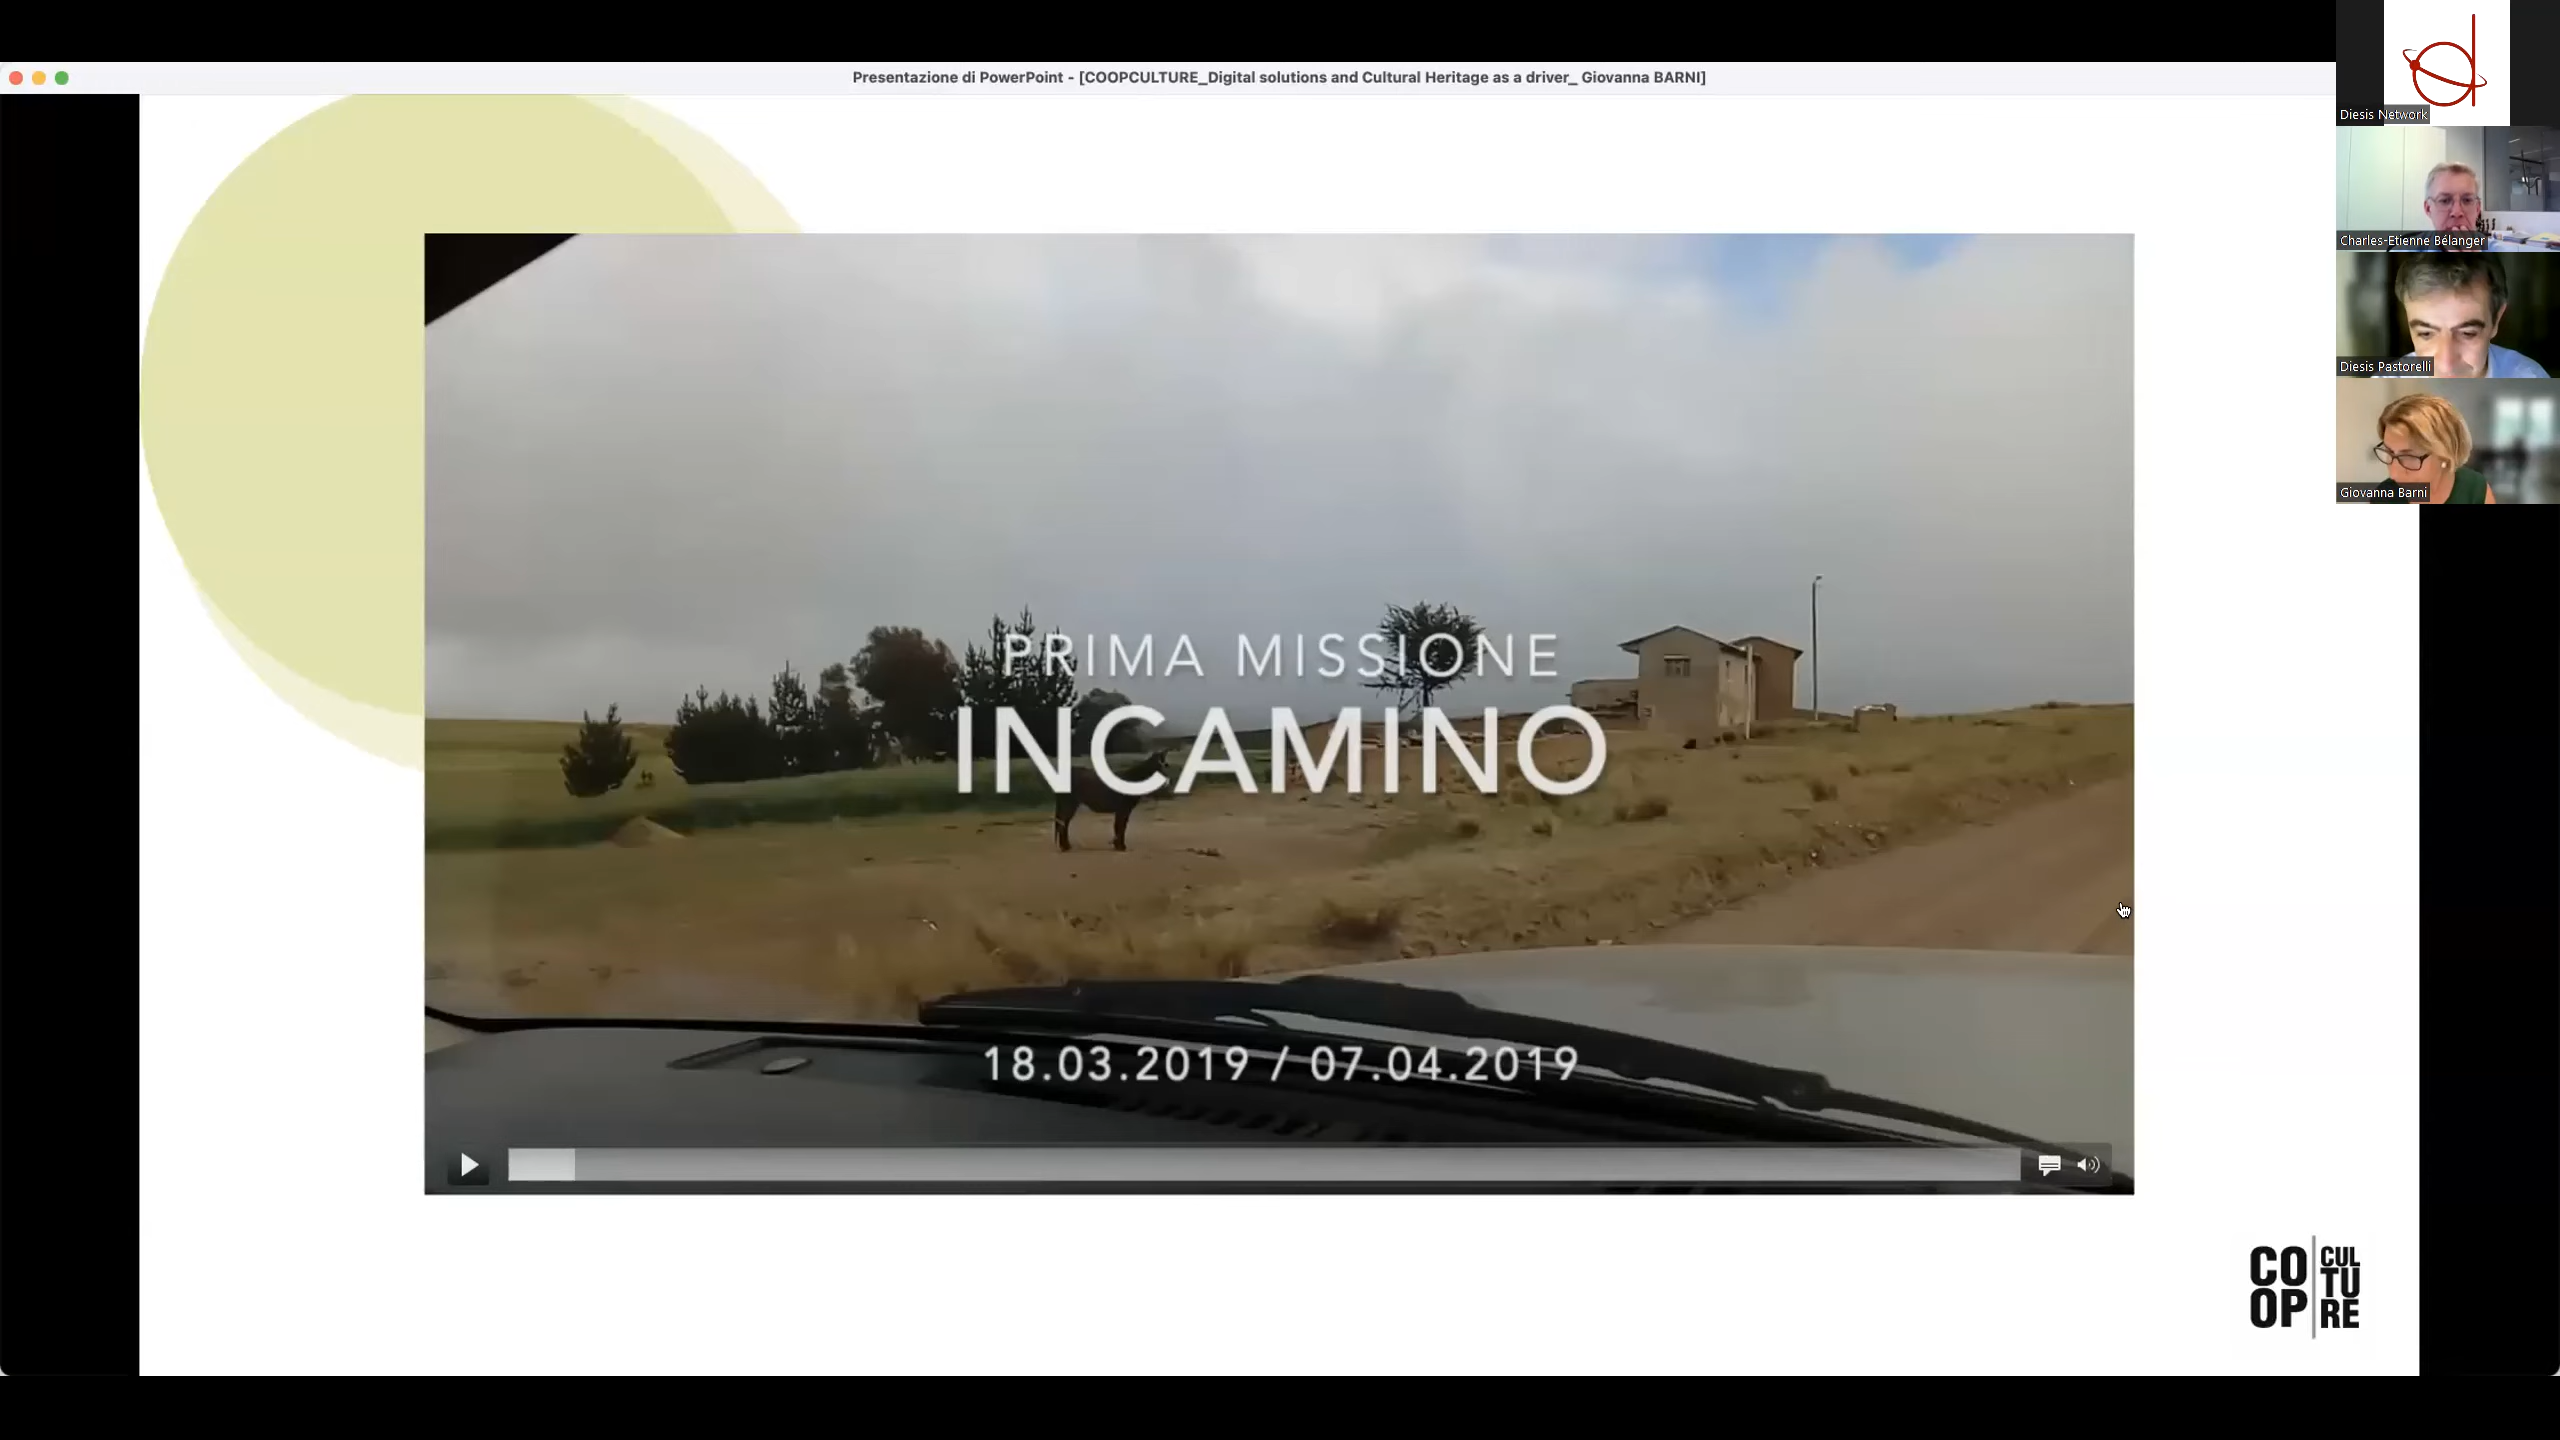 Presentazione di PowerPoint - [COOPCULTURE_Digital solutions and Cultural Heritage as a driver_ Giovanna BARNI]
Diesis Network
Charles-Etienne Bélanger
Diesis Pastorelli
Giovanna Barni
PRIMA MISSIONE
INCAMINO
18.03.2019 / 07.04.2019
CO CUL
OP TU
RE